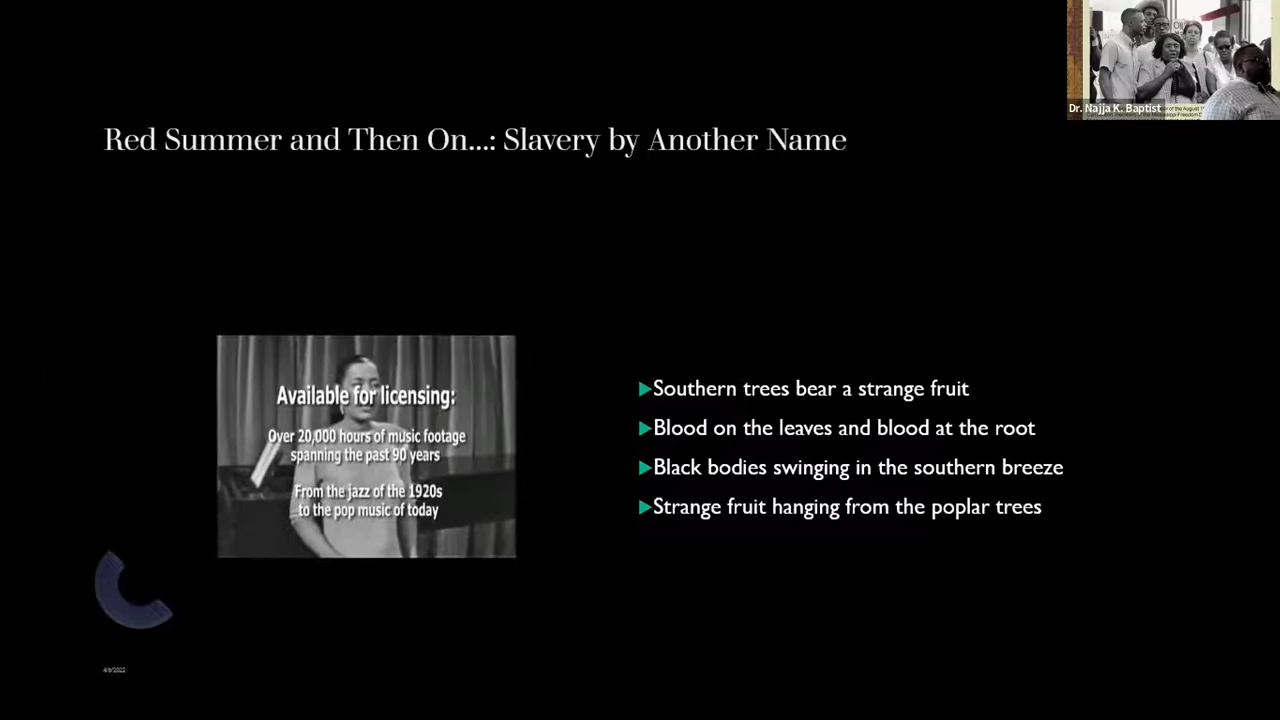 Dr. Najja K. Baptist
Red Summer and Then On...: Slavery by Another Name
Available for licensing:
Over 20,000 hours of music footage
spanning the past 90 years
From the jazz of the 1920s
to the pop music of today
Southern trees bear a strange fruit
Blood on the leaves and blood at the root
Black bodies swinging in the southern breeze
Strange fruit hanging from the poplar trees
4/6/2022